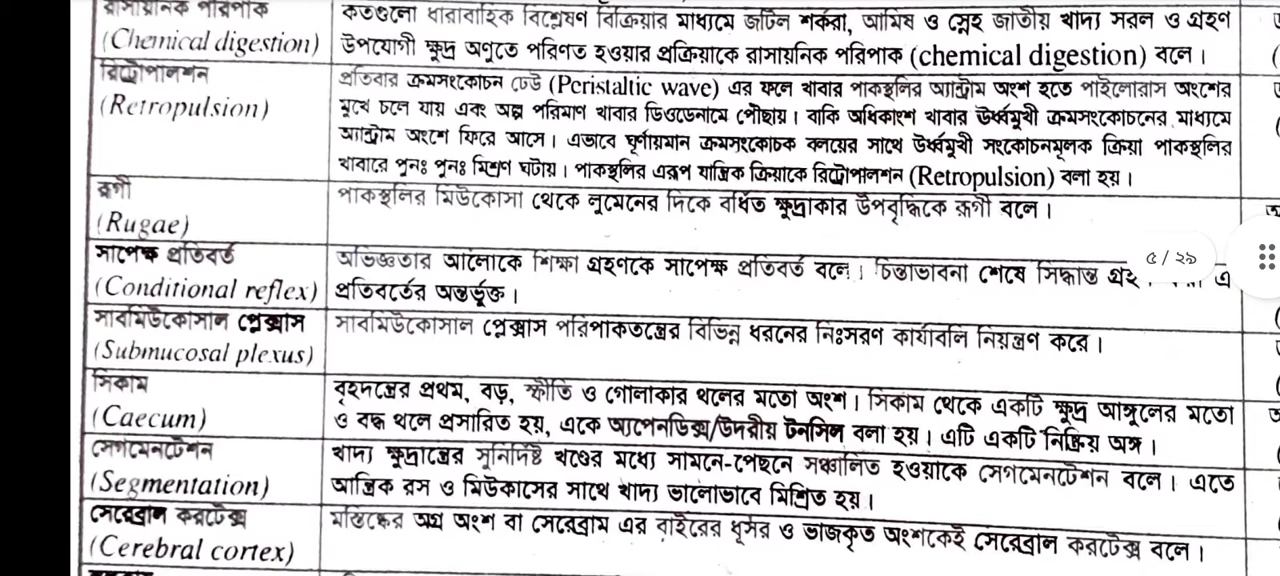 রাসায়নিক পরিপাক
(Chemical digestion)
কতগুলো ধারাবাহিক বিশ্লেষণ বিক্রিয়ার মাধ্যমে জটিল শর্করা, আমিষ ও স্নেহ জাতীয় খাদ্য সরল ও গ্রহণ
উপযোগী ক্ষুদ্র অণুতে পরিণত হওয়ার প্রক্রিয়াকে রাসায়নিক পরিপাক (chemical digestion) বলে।
রিট্রোপালশন
(Retropulsion)
প্রতিবার ক্রমসংকোচন ঢেউ (Peristaltic wave) এর ফলে খাবার পাকস্থলির অ্যান্ট্রাম অংশ হতে পাইলোরাস অংশের
মুখে চলে যায় এবং অল্প পরিমাণ খাবার ডিওডেনামে পৌঁছায়। বাকি অধিকাংশ খাবার ঊর্ধ্বমুখী ক্রমসংকোচনের মাধ্যমে
অ্যান্ট্রাম অংশে ফিরে আসে। এভাবে ঘূর্ণায়মান ক্রমসংকোচক বলয়ের সাথে ঊর্ধ্বমুখী সংকোচনমূলক ক্রিয়া পাকস্থলির
খাবারে পুনঃ পুনঃ মিশ্রণ ঘটায়। পাকস্থলির এরূপ যান্ত্রিক ক্রিয়াকে রিট্রোপালশন (Retropulsion) বলা হয়।
রুগী
(Rugae)
পাকস্থলির মিউকোসা থেকে লুমেনের দিকে বর্ধিত ক্ষুদ্রাকার উপবৃদ্ধিকে রুগী বলে।
সাপেক্ষ প্রতিবর্ত
(Conditional reflex)
অভিজ্ঞতার আলোকে শিক্ষা গ্রহণকে সাপেক্ষ প্রতিবর্ত বলে। চিন্তাভাবনা শেষে সিদ্ধান্ত এ
প্রতিবর্তের অন্তর্ভুক্ত।
৫ / ২৯
সাবমিউকোসাল প্লেক্সাস
(Submucosal plexus)
সাবমিউকোসাল প্লেক্সাস পরিপাকতন্ত্রের বিভিন্ন ধরনের নিঃসরণ কার্যাবলি নিয়ন্ত্রণ করে।
সিকাম
(Caecum)
বৃহদন্ত্রের প্রথম, বড়, স্ফীতি ও গোলাকার থলের মতো অংশ। সিকাম থেকে একটি ক্ষুদ্র আঙ্গুলের মতো
ও বদ্ধ থলে প্রসারিত হয়, একে অ্যাপেনডিক্স/উদরীয় টনসিল বলা হয়। এটি একটি নিষ্ক্রিয় অঙ্গ।
সেগমেনটেশন
(Segmentation)
খাদ্য ক্ষুদ্রান্ত্রের সুনির্দিষ্ট খণ্ডের মধ্যে সামনে-পেছনে সঞ্চালিত হওয়াকে সেগমেনটেশন বলে। এতে
আন্ত্রিক রস ও মিউকাসের সাথে খাদ্য ভালোভাবে মিশ্রিত হয়।
সেরেব্রাল করটেক্স
(Cerebral cortex)
মস্তিষ্কের অগ্র অংশ বা সেরেব্রাম এর বাইরের ধূসর ও ভাজকৃত অংশকেই সেরেব্রাল করটেক্স বলে।